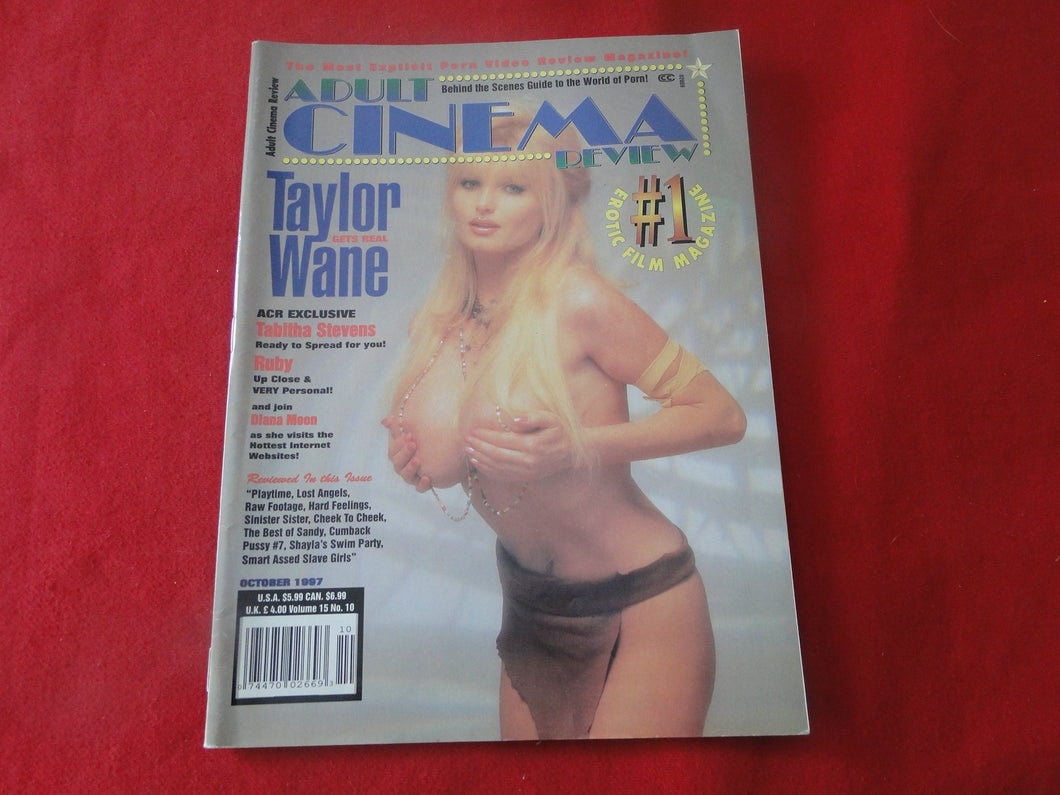 The Most Explicit Porn Video Review Magazine!
Adult Cinema Review
ADULT
Behind the Scenes Guide to the World of Porn!
CINEMA
REVIEW
Taylor
GETS REAL
Wane
#1
EROTIC FILM MAGAZINE
ACR EXCLUSIVE
Tabitha Stevens
Ready to Spread for you!
Ruby
Up Close &
VERY Personal!
and join
Diana Moon
as she visits the
Hottest Internet
Websites!
Reviewed In this Issue
"Playtime, Lost Angels,
Raw Footage, Hard Feelings,
Sinister Sister, Cheek To Cheek,
The Best of Sandy, Cumback
Pussy #7, Shayla's Swim Party,
Smart Assed Slave Girls"
OCTOBER 1997
U.S.A. $5.99 CAN. $6.99
U.K. £ 4.00 Volume 15 No. 10
10
0 74470 02669 3